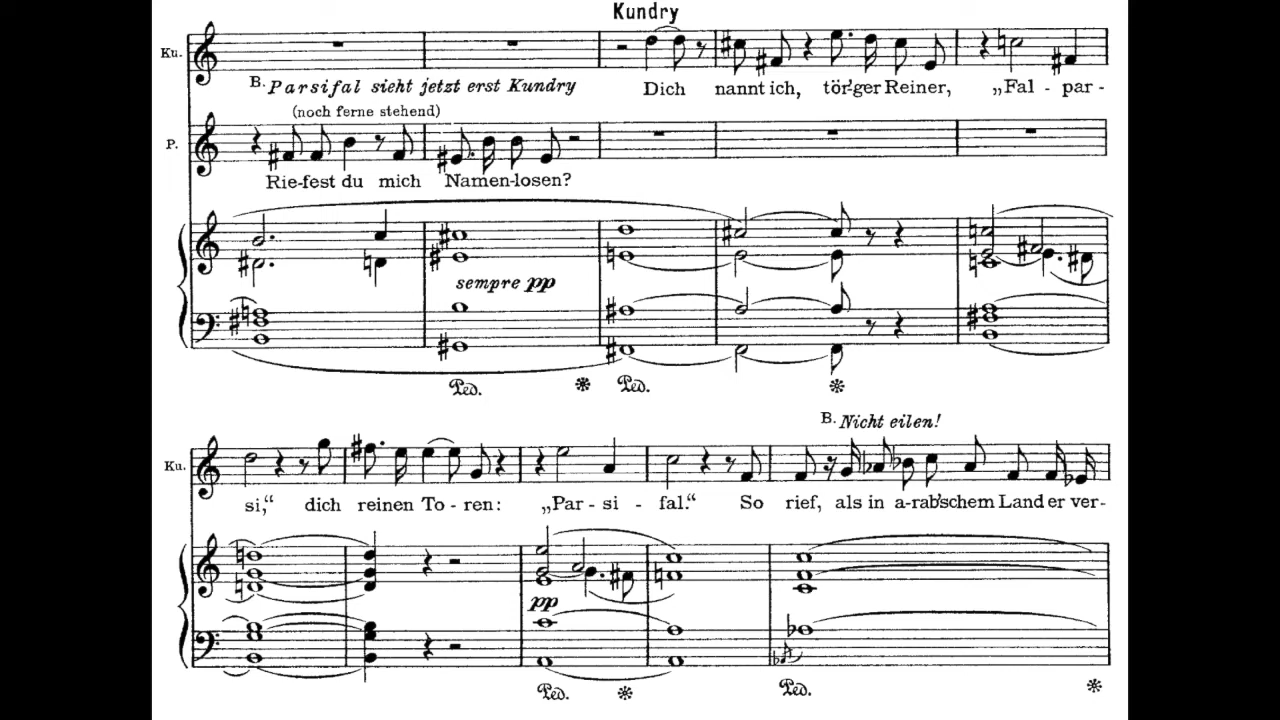 Kundry
Ku.
B. Parsifal sieht jetzt erst Kundry
Dich nannt ich, tör'ger Reiner, „Fal - par-
(noch ferne stehend)
P.
Rie-fest du mich Namen-losen?
sempre pp
Ped. Ped.
B. Nicht eilen!
Ku.
si,“ dich reinen To - ren: „Par - si - fal.“ So rief, als in a-rab'schem Land er ver-
pp
Ped. Ped.